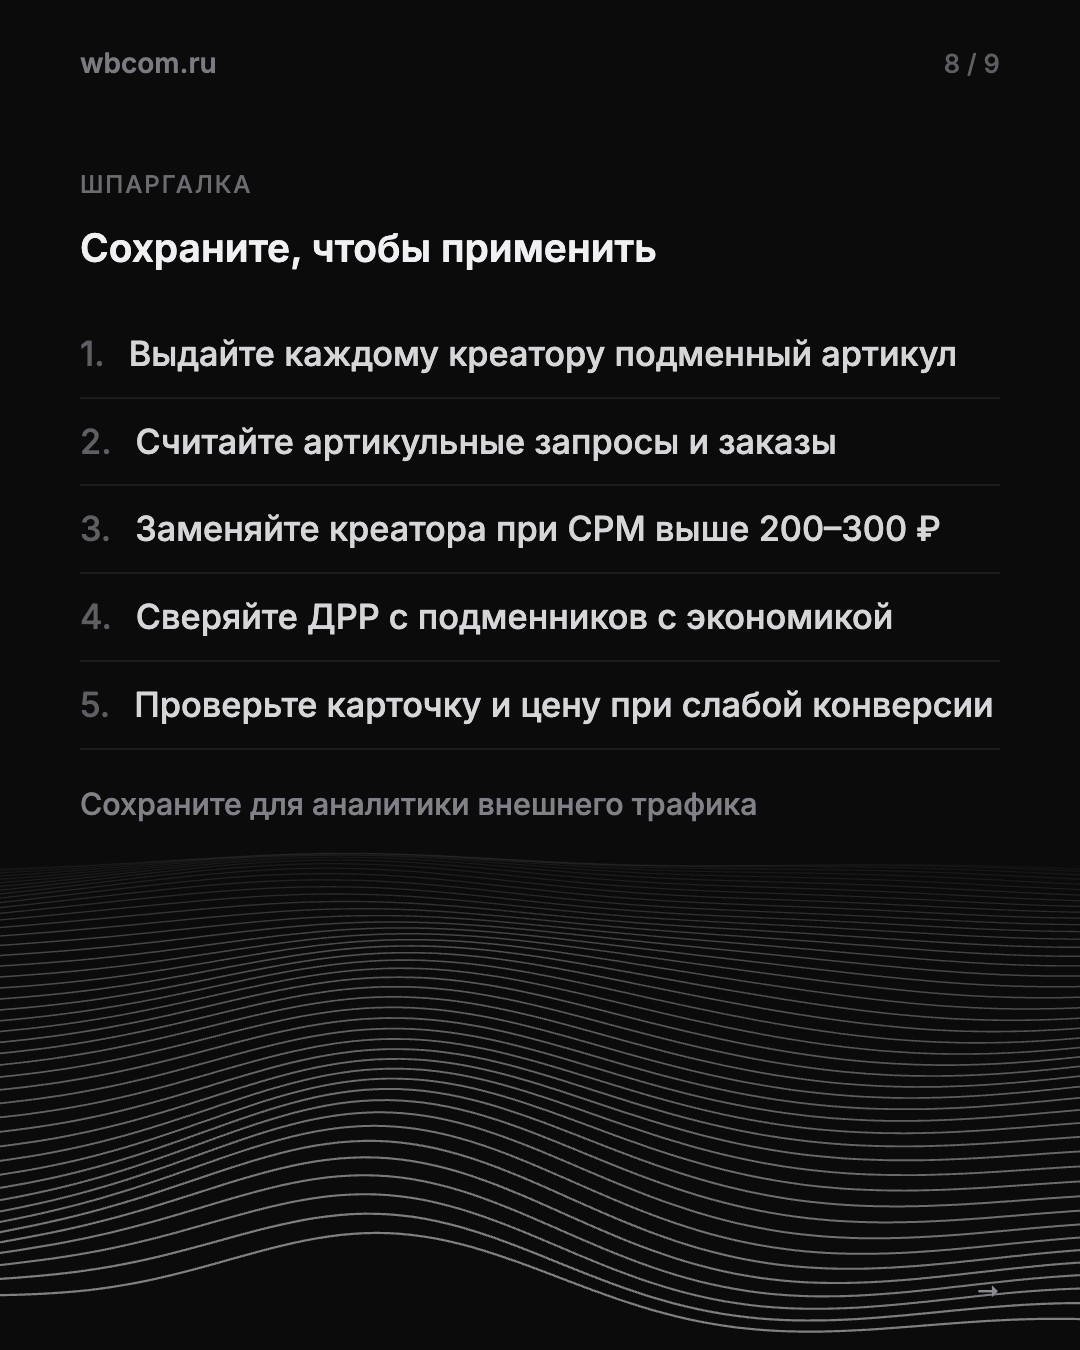 wbcom.ru
8 / 9
ШПАРГАЛКА
Сохраните, чтобы применить
1. Выдайте каждому креатору подменный артикул
2. Считайте артикульные запросы и заказы
3. Заменяйте креатора при CPM выше 200–300 ₽
4. Сверяйте ДРР с подменников с экономикой
5. Проверьте карточку и цену при слабой конверсии
Сохраните для аналитики внешнего трафика
→